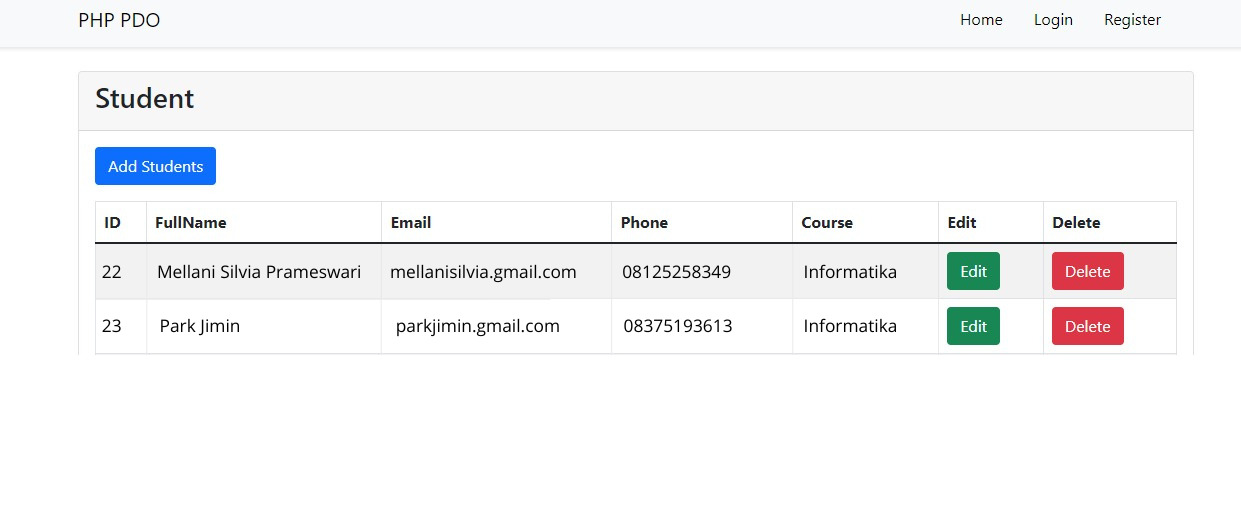 PHP PDO Home Login Register
Student
Add Students
ID FullName Email Phone Course Edit Delete
22 Mellani Silvia Prameswari mellanisilvia.gmail.com 08125258349 Informatika Edit Delete
23 Park Jimin parkjimin.gmail.com 08375193613 Informatika Edit Delete